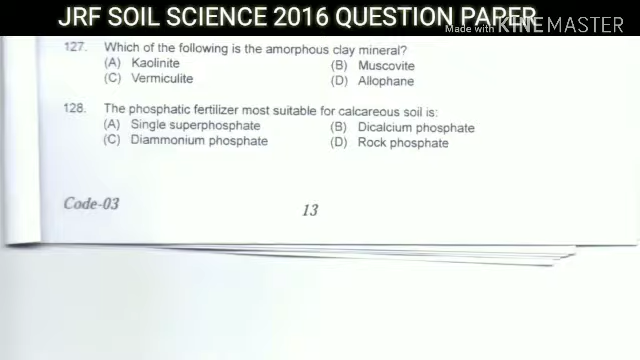 JRF SOIL SCIENCE 2016 QUESTION PAPER
Made with KINEMASTER
127. Which of the following is the amorphous clay mineral?
(A) Kaolinite (B) Muscovite
(C) Vermiculite (D) Allophane
128. The phosphatic fertilizer most suitable for calcareous soil is:
(A) Single superphosphate (B) Dicalcium phosphate
(C) Diammonium phosphate (D) Rock phosphate
Code-03 13